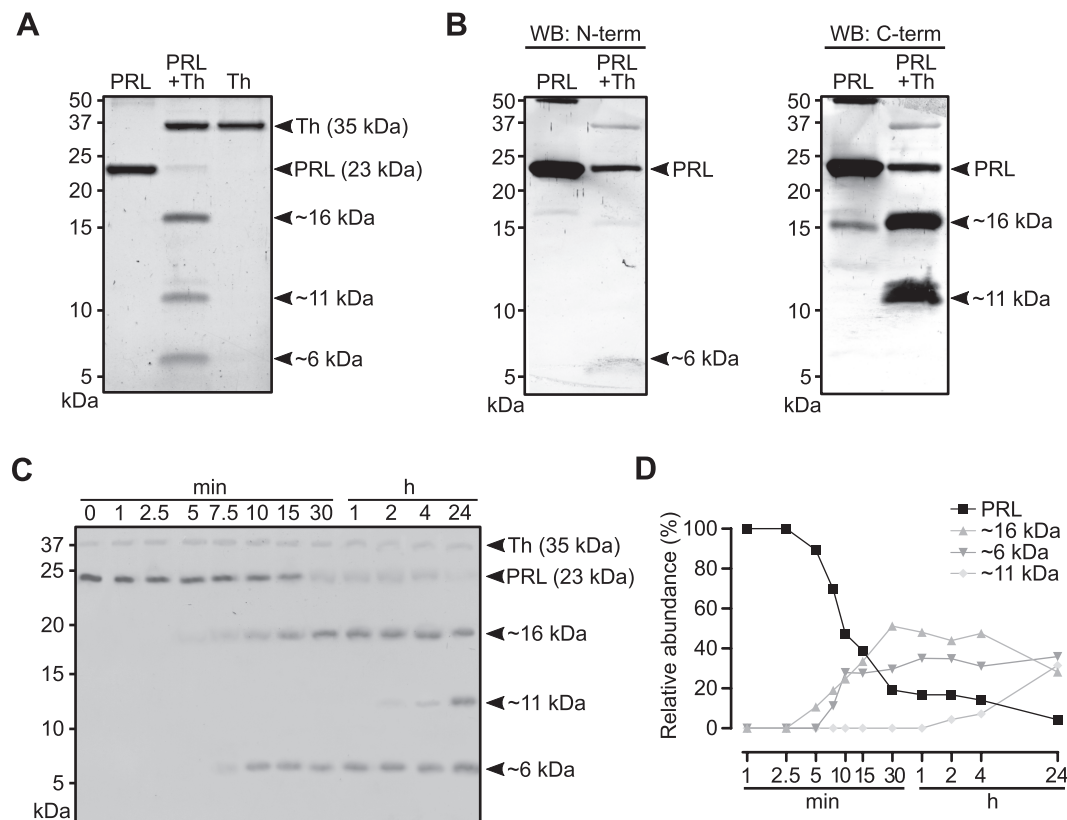 A
PRL
PRL
+Th
Th
50
37
25
20
15
10
5
kDa
Th (35 kDa)
PRL (23 kDa)
~16 kDa
~11 kDa
~6 kDa
B
WB: N-term
PRL
PRL
+Th
50
37
25
20
15
10
5
kDa
PRL
~6 kDa
WB: C-term
PRL
PRL
+Th
50
37
25
20
15
10
5
kDa
PRL
~16 kDa
~11 kDa
C
min h
0 1 2.5 5 7.5 10 15 30 1 2 4 24
37
25
20
15
10
5
kDa
Th (35 kDa)
PRL (23 kDa)
~16 kDa
~11 kDa
~6 kDa
D
PRL
~16 kDa
~6 kDa
~11 kDa
Relative abundance (%)
100
80
60
40
20
0
1 2.5 5 10 15 30 1 2 4 24
min h